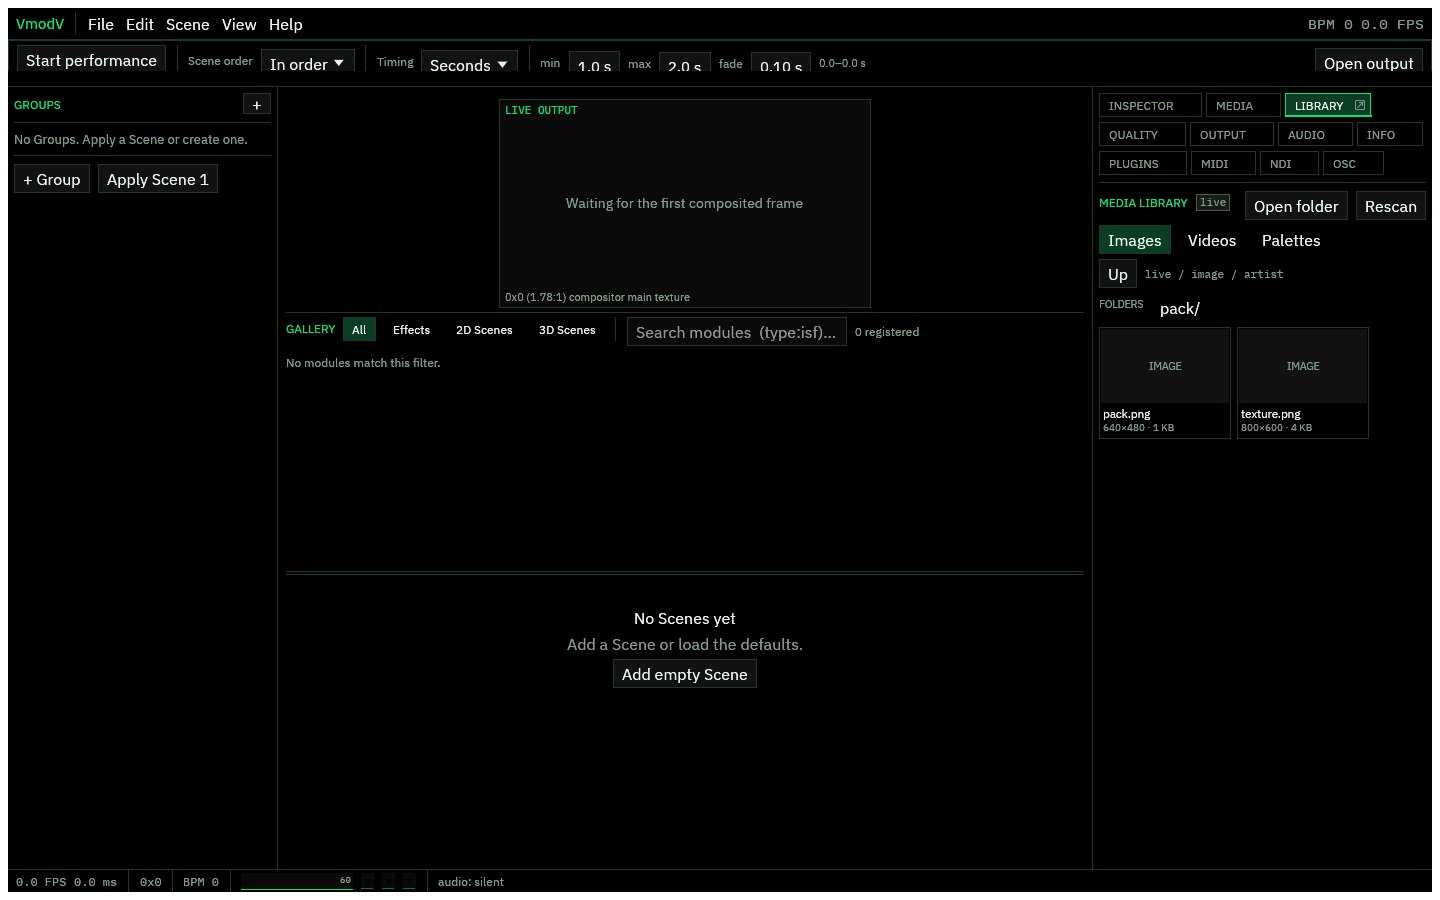 VmodV File Edit Scene View Help BPM 0 0.0 FPS
Start performance Scene order In order Timing Seconds min 1.0 s max 2.0 s fade 0.10 s 0.0–0.0 s Open output
GROUPS +
No Groups. Apply a Scene or create one.
+ Group Apply Scene 1
LIVE OUTPUT
Waiting for the first composited frame
0x0 (1.78:1) compositor main texture
GALLERY All Effects 2D Scenes 3D Scenes Search modules (type:isf)... 0 registered
No modules match this filter.
No Scenes yet
Add a Scene or load the defaults.
Add empty Scene
INSPECTOR MEDIA LIBRARY
QUALITY OUTPUT AUDIO INFO
PLUGINS MIDI NDI OSC
MEDIA LIBRARY live Open folder Rescan
Images Videos Palettes
Up live / image / artist
FOLDERS pack/
IMAGE IMAGE
pack.png texture.png
640×480 · 1 KB 800×600 · 4 KB
0.0 FPS 0.0 ms 0x0 BPM 0 60 audio: silent